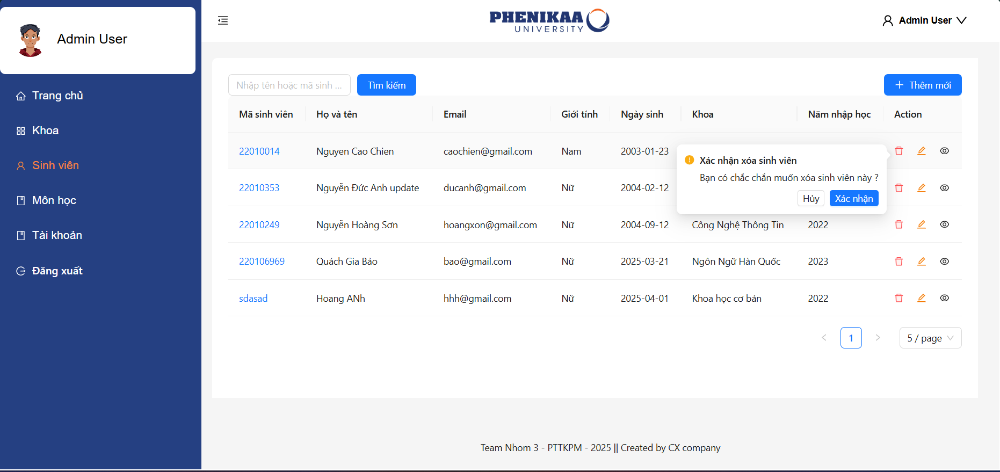 Admin User
Trang chủ
Khoa
Sinh viên
Môn học
Tài khoản
Đăng xuất
PHENIKAA
UNIVERSITY
Admin User
Nhập tên hoặc mã sinh ...
Tìm kiếm
Thêm mới
Mã sinh viên Họ và tên Email Giới tính Ngày sinh Khoa Năm nhập học Action
22010014 Nguyen Cao Chien caochien@gmail.com Nam 2003-01-23
Xác nhận xóa sinh viên
Bạn có chắc chắn muốn xóa sinh viên này ?
Hủy Xác nhận
22010353 Nguyễn Đức Anh update ducanh@gmail.com Nữ 2004-02-12
22010249 Nguyễn Hoàng Sơn hoangxon@gmail.com Nữ 2004-09-12 Công Nghệ Thông Tin 2022
220106969 Quách Gia Bảo bao@gmail.com Nữ 2025-03-21 Ngôn Ngữ Hàn Quốc 2023
sdasad Hoang ANh hhh@gmail.com Nữ 2025-04-01 Khoa học cơ bản 2022
1 5 / page
Team Nhom 3 - PTTKPM - 2025 || Created by CX company